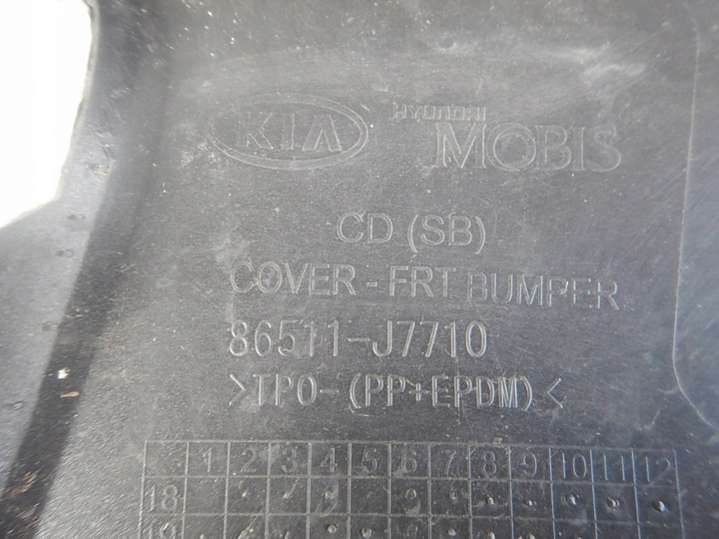 KIA HYUNDAI MOBIS
CD (SB)
COVER - FRT BUMPER
86511-J7710
>TPO-(PP+EPDM)<
1 2 3 4 5 6 7 8 9 10 11 12
18
19